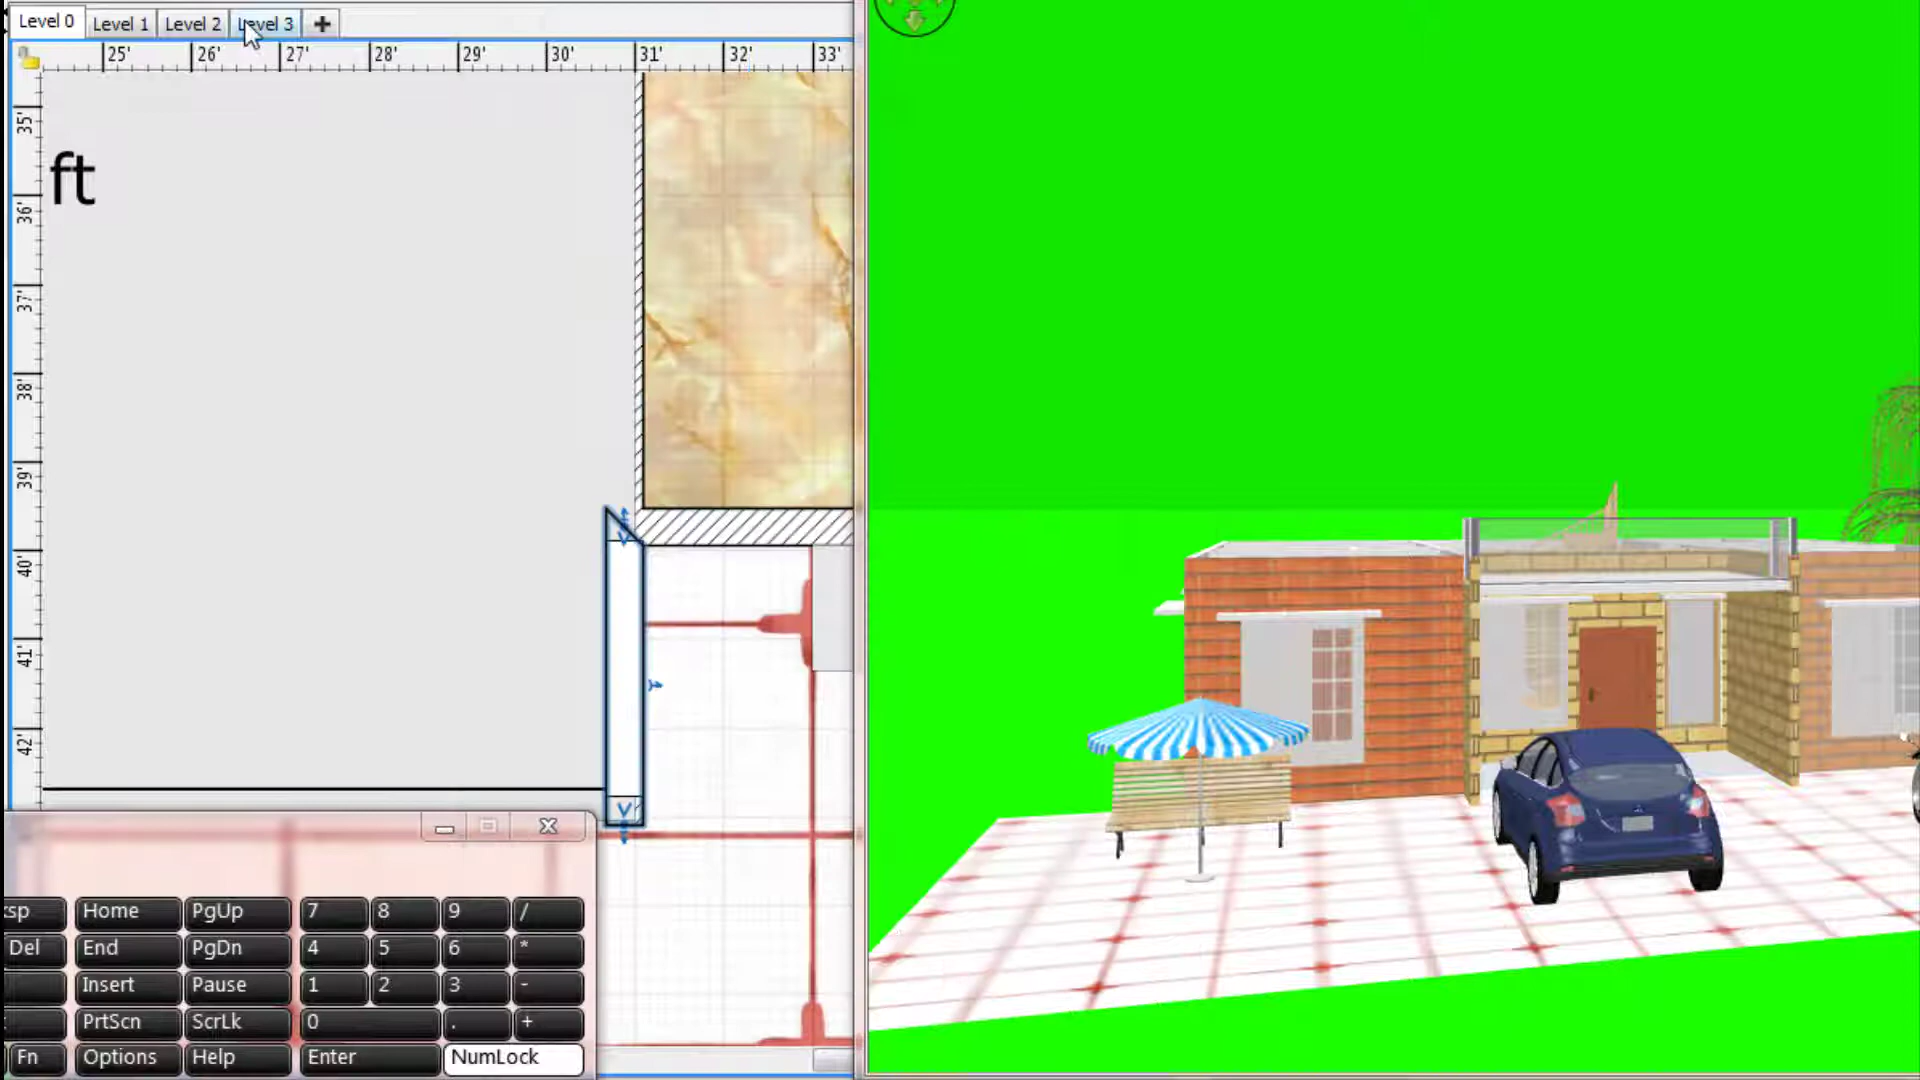 Level 0 Level 1 Level 2 Level 3
25' 26' 27' 28' 29' 30' 31' 32' 33'
35'
ft
36'
37'
38'
39'
40'
41'
42'
Home PgUp 7 8 9 /
Del End PgDn 4 5 6 *
Insert Pause 1 2 3 -
PrtScn ScrLk 0 . +
Fn Options Help Enter NumLock